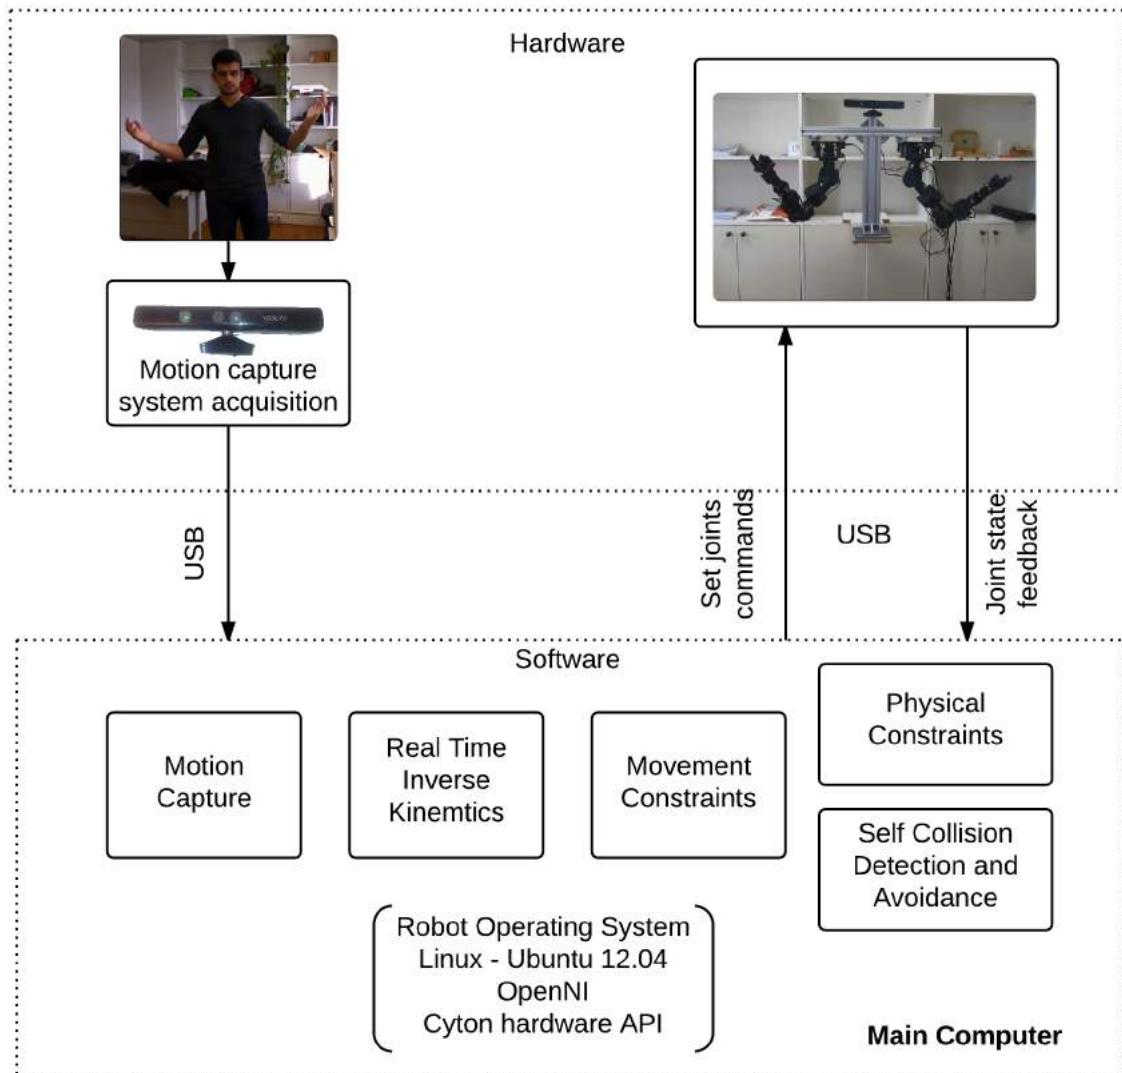 Hardware
Motion capture
system acquisition
USB
Set joints
commands
USB
Joint state
feedback
Software
Motion
Capture
Real Time
Inverse
Kinemtics
Movement
Constraints
Physical
Constraints
Self Collision
Detection and
Avoidance
Robot Operating System
Linux - Ubuntu 12.04
OpenNI
Cyton hardware API
Main Computer